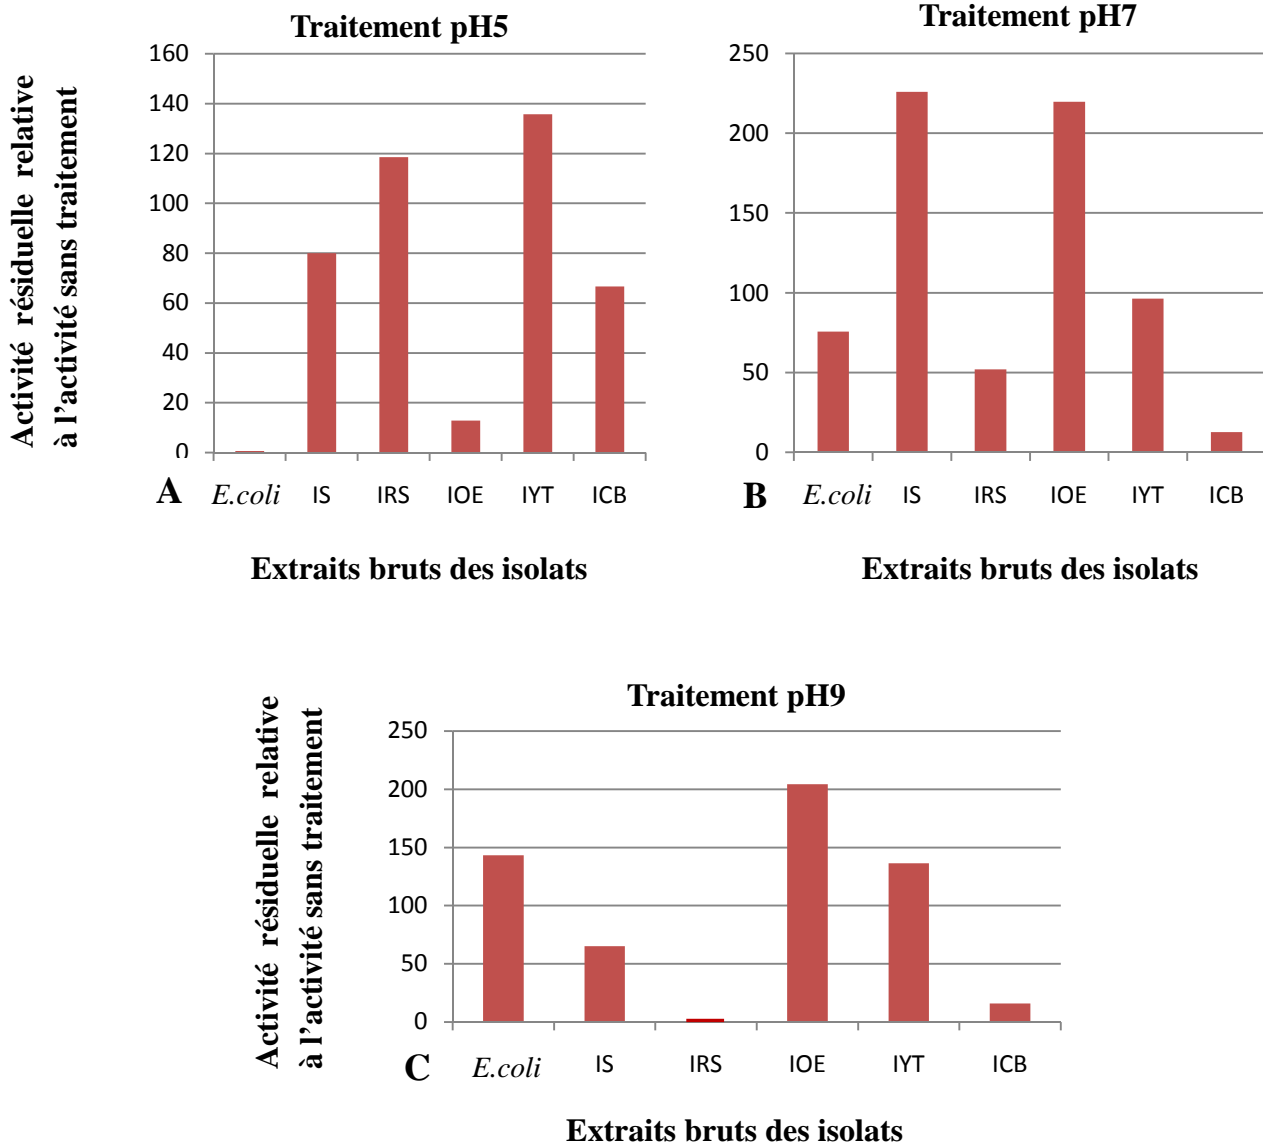 Traitement pH5
Activité résiduelle relative
à l'activité sans traitement
160
140
120
100
80
60
40
20
0
A
E.coli IS IRS IOE IYT ICB
Extraits bruts des isolats
Traitement pH7
250
200
150
100
50
0
B
E.coli IS IRS IOE IYT ICB
Extraits bruts des isolats
Traitement pH9
Activité résiduelle relative
à l'activité sans traitement
250
200
150
100
50
0
C
E.coli IS IRS IOE IYT ICB
Extraits bruts des isolats